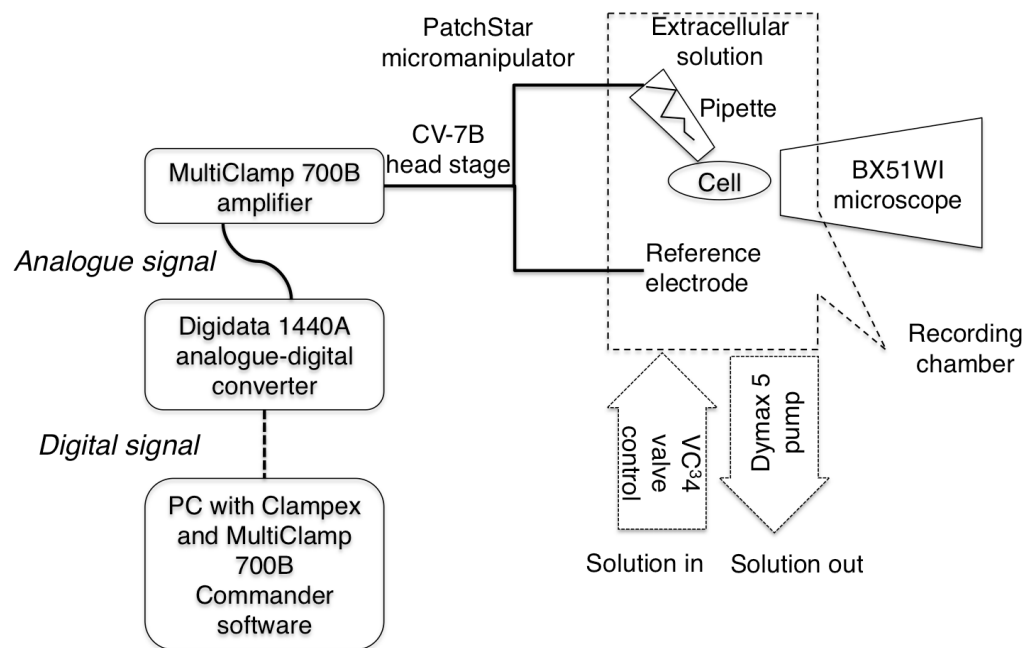 PatchStar
micromanipulator
Extracellular
solution
Pipette
CV-7B
head stage
Cell
BX51WI
microscope
MultiClamp 700B
amplifier
Analogue signal
Reference
electrode
Digidata 1440A
analogue-digital
converter
Recording
chamber
Digital signal
VC³4
valve
control
Dymax 5
pump
PC with Clampex
and MultiClamp
700B
Commander
software
Solution in
Solution out